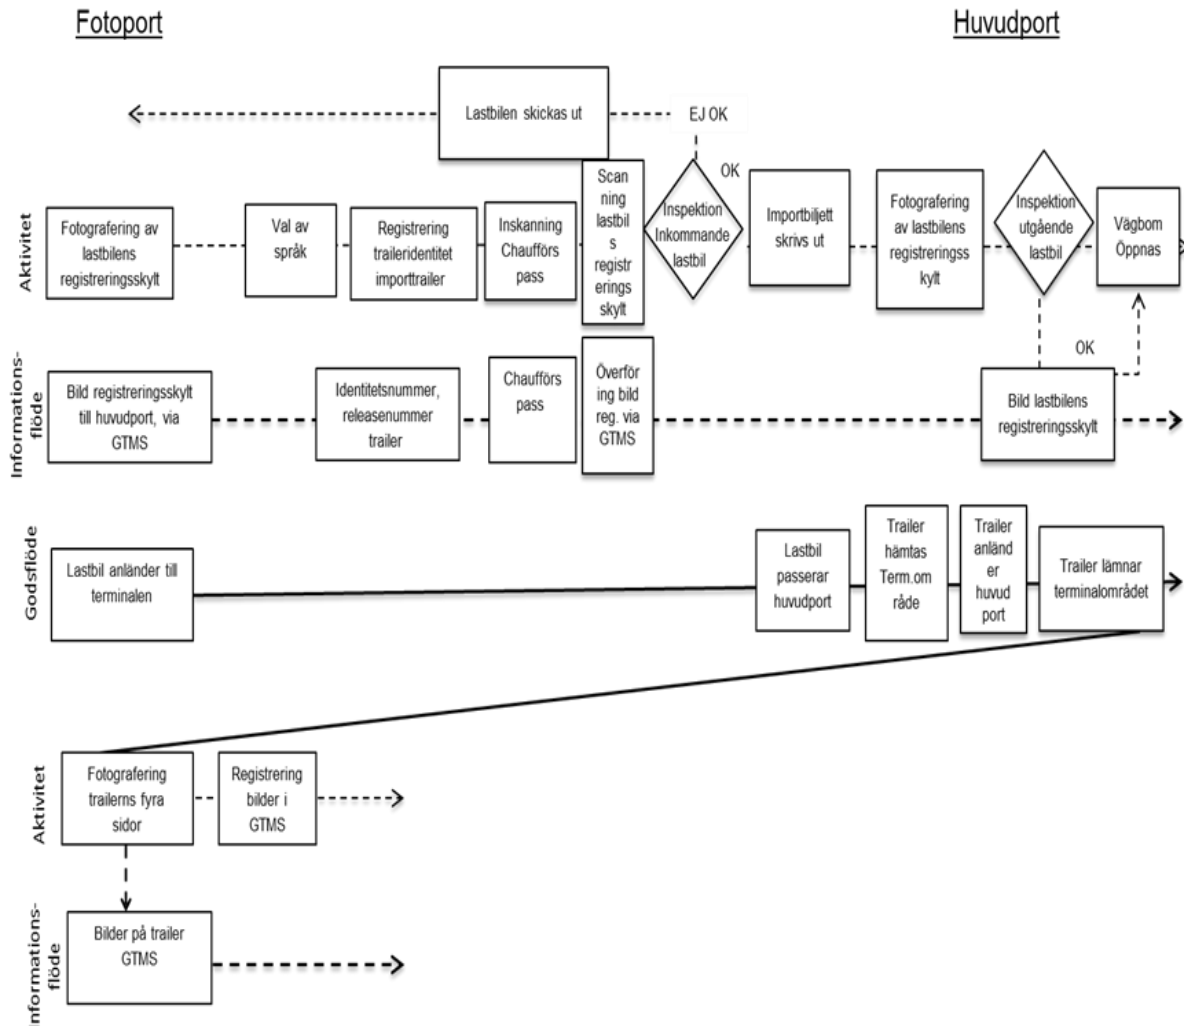 Fotoport
Huvudport
Lastbilen skickas ut
EJ OK
OK
Aktivitet
Fotografering av
lastbilens
registreringsskylt
Val av
språk
Registrering
traileridentitet
importtrailer
Inskanning
Chaufförs
pass
Scan
ning
lastbil
s
registr
erings
skylt
Inspektion
Inkommande
lastbil
Importbiljett
skrivs ut
Fotografering
av lastbilens
registreringss
kylt
Inspektion
utgående
lastbil
Vägbom
Öppnas
OK
Informations-
flöde
Bild registreringsskylt
till huvudport, via
GTMS
Identitetsnummer,
releasenummer
trailer
Chaufförs
pass
Överför
ing bild
reg. via
GTMS
Bild lastbilens
registreringsskylt
Godsflöde
Lastbil anländer till
terminalen
Lastbil
passerar
huvudport
Trailer
hämtas
Term.om
råde
Trailer
anländ
er
huvud
port
Trailer lämnar
terminalområdet
Aktivitet
Fotografering
trailerns fyra
sidor
Registrering
bilder i
GTMS
Informations-
flöde
Bilder på trailer
GTMS